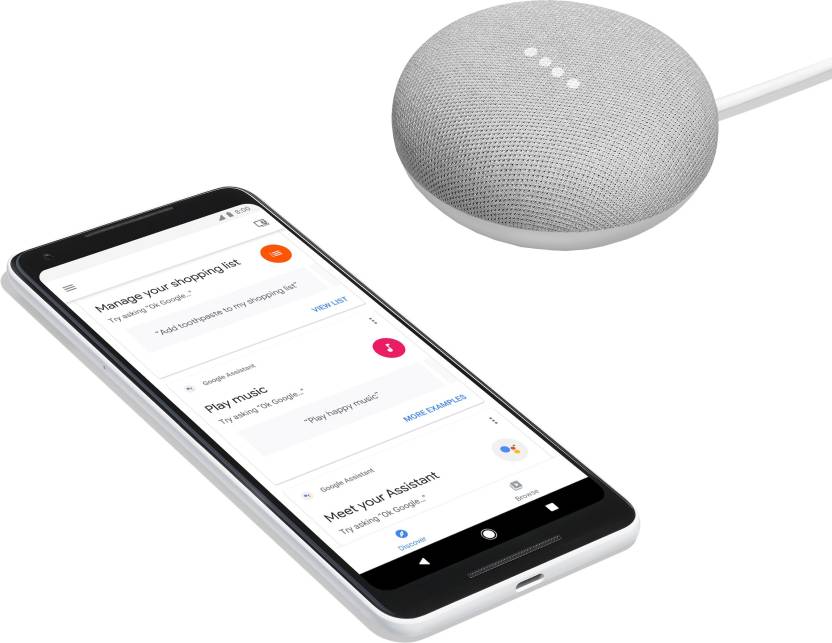 8:00
Manage your shopping list
Try asking "Ok Google..."
"Add toothpaste to my shopping list"
VIEW LIST
Google Assistant
Play music
Try asking "Ok Google..."
"Play happy music"
MORE EXAMPLES
Google Assistant
Meet your Assistant
Try asking "Ok Google..."
Discover
Browse